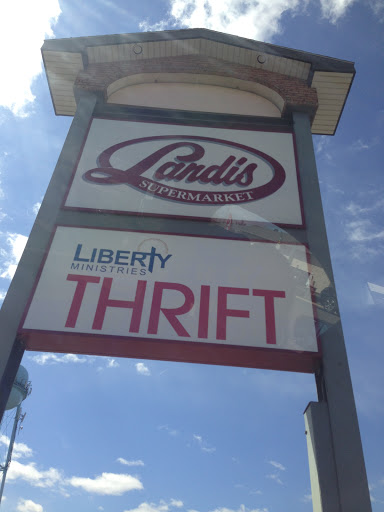 Landis
SUPERMARKET
LIBERTY
MINISTRIES
THRIFT